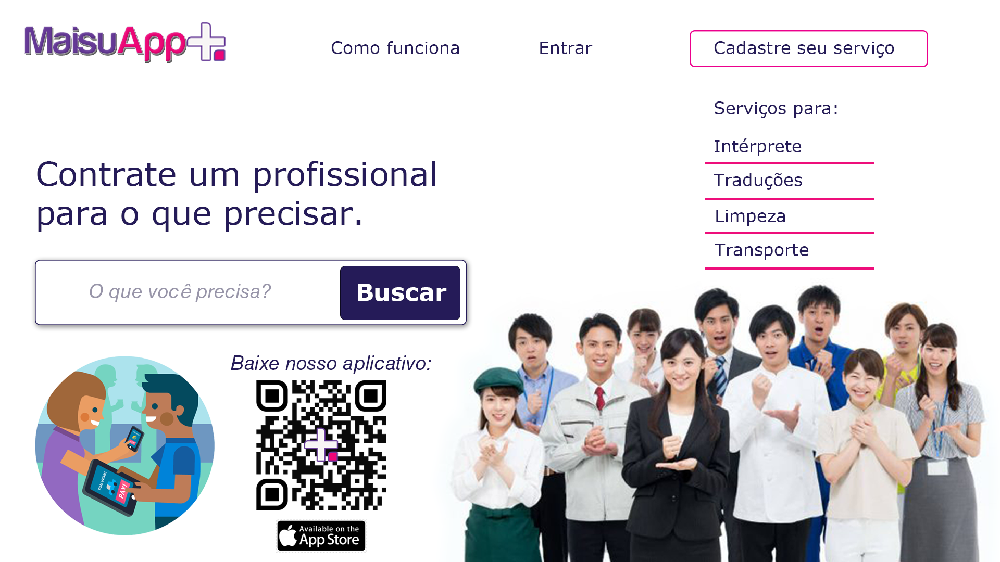 MaisuApp
Como funciona
Entrar
Cadastre seu serviço
Serviços para:
Intérprete
Traduções
Limpeza
Transporte
Contrate um profissional
para o que precisar.
O que você precisa?
Buscar
Baixe nosso aplicativo:
YOU WON!
PAY!
Available on the
App Store